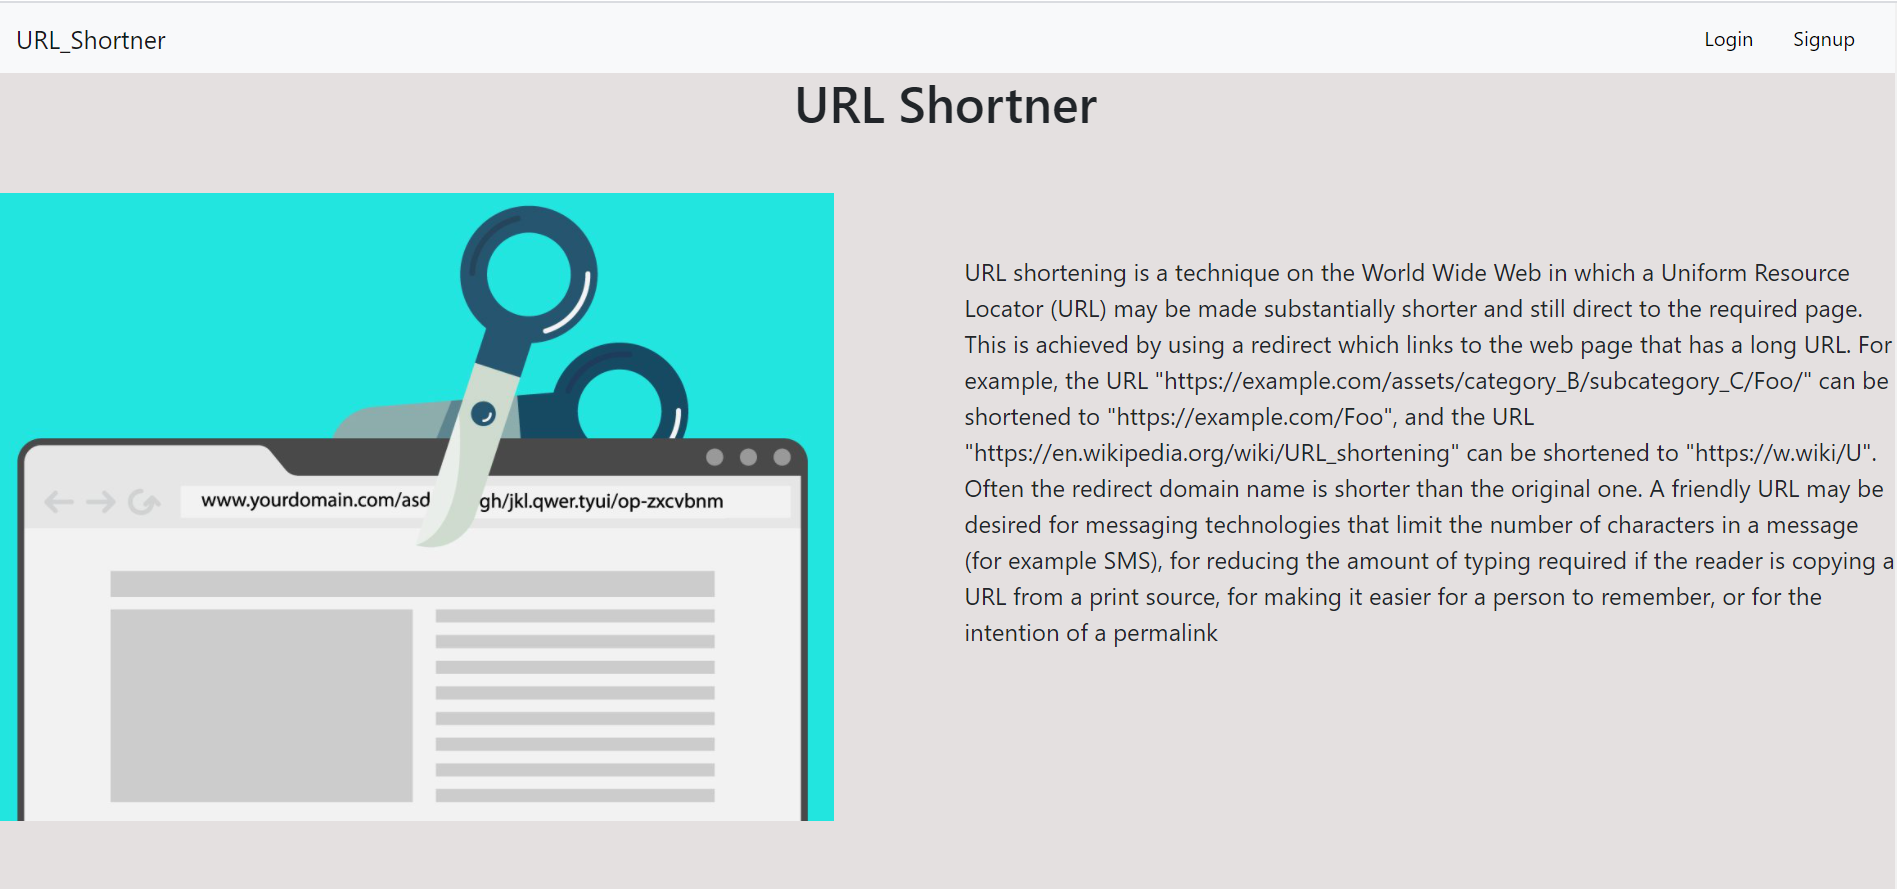 URL_Shortner
Login
Signup
URL Shortner
www.yourdomain.com/asd gh/jkl.qwer.tyui/op-zxcvbnm
URL shortening is a technique on the World Wide Web in which a Uniform Resource
Locator (URL) may be made substantially shorter and still direct to the required page.
This is achieved by using a redirect which links to the web page that has a long URL. For
example, the URL "https://example.com/assets/category_B/subcategory_C/Foo/" can be
shortened to "https://example.com/Foo", and the URL
"https://en.wikipedia.org/wiki/URL_shortening" can be shortened to "https://w.wiki/U".
Often the redirect domain name is shorter than the original one. A friendly URL may be
desired for messaging technologies that limit the number of characters in a message
(for example SMS), for reducing the amount of typing required if the reader is copying a
URL from a print source, for making it easier for a person to remember, or for the
intention of a permalink